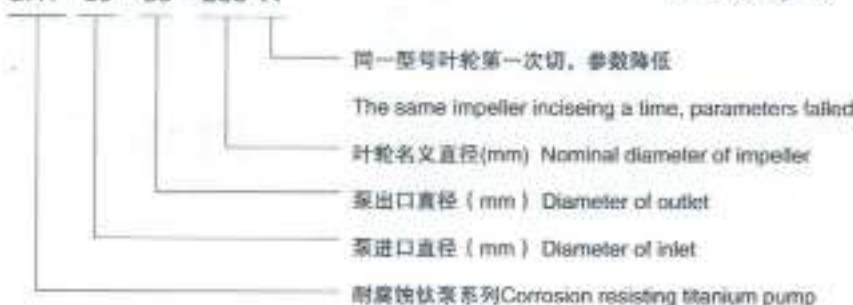 同一型号叶轮第一次切，参数降低
The same impeller inciseing a time, parameters failed
叶轮名义直径(mm) Nominal diameter of impeller
泵出口直径（mm）Diameter of outlet
泵进口直径（mm）Diameter of inlet
耐腐蚀钛泵系列Corrosion resisting titanium pump